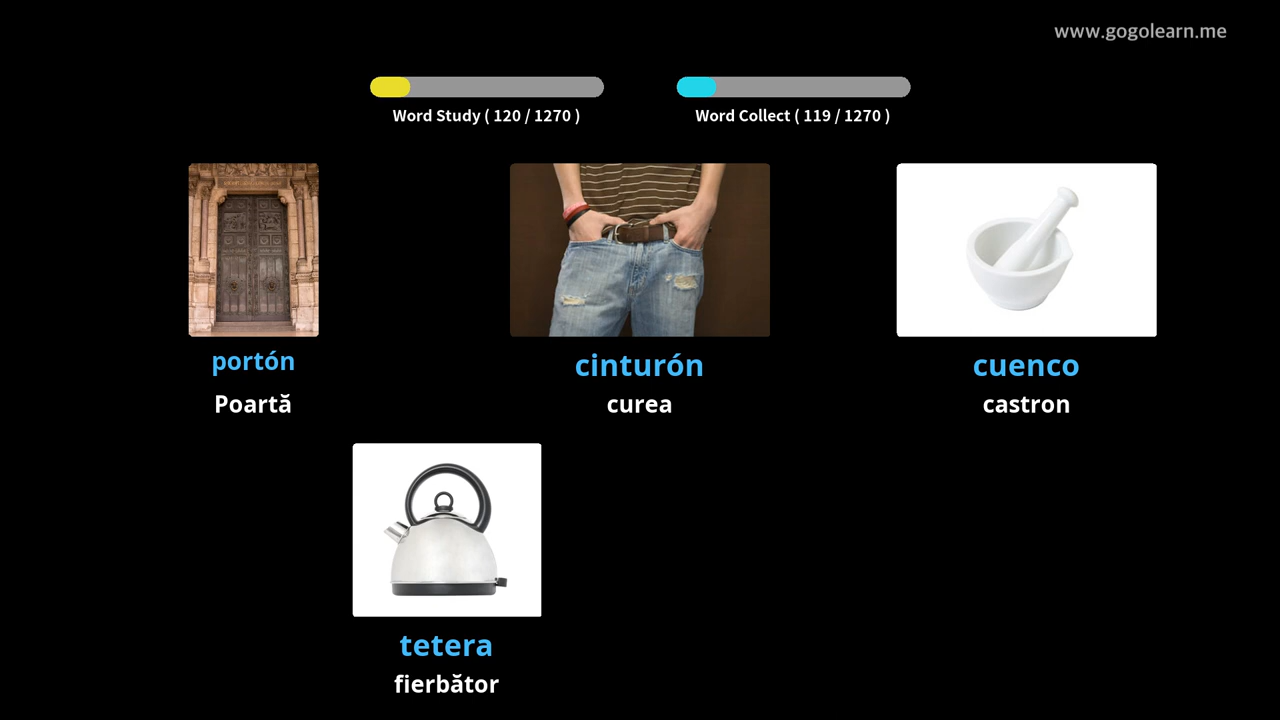 www.gogolearn.me
Word Study ( 120 / 1270 )
Word Collect ( 119 / 1270 )
portón
Poartă
cinturón
curea
cuenco
castron
tetera
fierbător